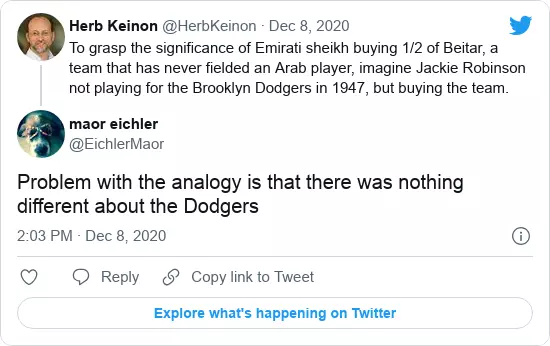 Herb Keinon @HerbKeinon · Dec 8, 2020
To grasp the significance of Emirati sheikh buying 1/2 of Beitar, a
team that has never fielded an Arab player, imagine Jackie Robinson
not playing for the Brooklyn Dodgers in 1947, but buying the team.
maor eichler
@EichlerMaor
Problem with the analogy is that there was nothing
different about the Dodgers
2:03 PM · Dec 8, 2020
Reply Copy link to Tweet
Explore what's happening on Twitter